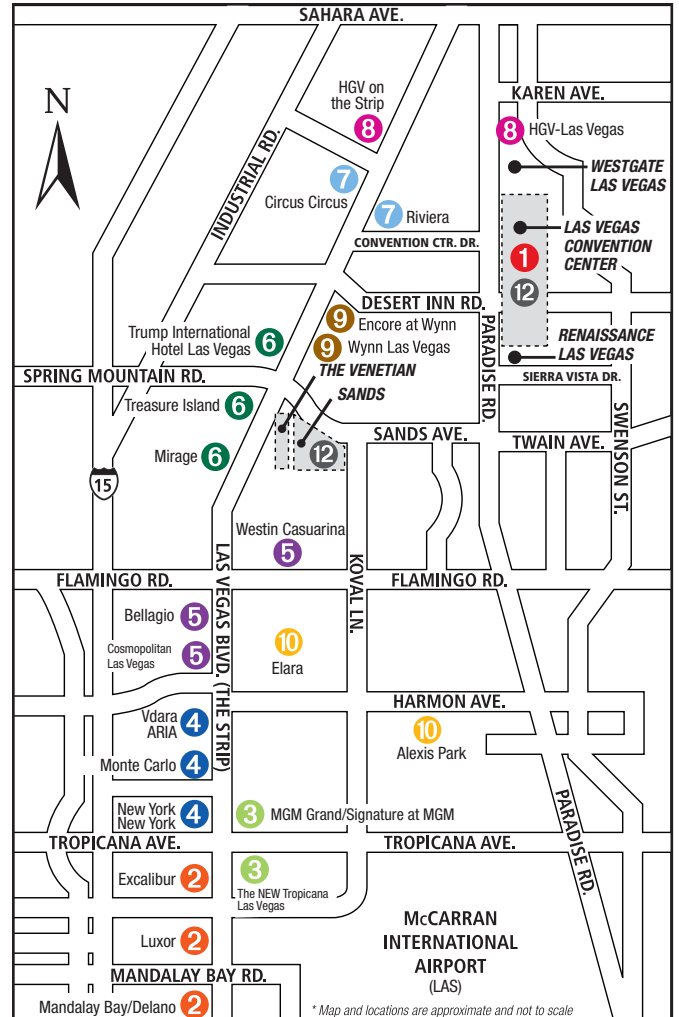 SAHARA AVE.
N
HGV on
the Strip
8
KAREN AVE.
8 HGV-Las Vegas
INDUSTRIAL RD.
WESTGATE
LAS VEGAS
7
Circus Circus
7 Riviera
CONVENTION CTR. DR.
LAS VEGAS
CONVENTION
CENTER
1
12
DESERT INN RD.
9 Encore at Wynn
Trump International
Hotel Las Vegas 6
9 Wynn Las Vegas
PARADISE RD.
RENAISSANCE
LAS VEGAS
SPRING MOUNTAIN RD.
THE VENETIAN
SANDS
SIERRA VISTA DR.
Treasure Island 6
SANDS AVE.
TWAIN AVE.
SWENSON ST.
Mirage 6
12
15
Westin Casuarina
5
LAS VEGAS BLVD. (THE STRIP)
KOVAL LN.
FLAMINGO RD.
FLAMINGO RD.
Bellagio 5
Cosmopolitan
Las Vegas 5
10
Elara
HARMON AVE.
Vdara
ARIA 4
10
Alexis Park
Monte Carlo 4
PARADISE RD.
New York
New York 4
3 MGM Grand/Signature at MGM
TROPICANA AVE.
TROPICANA AVE.
Excalibur 2
3
The NEW Tropicana
Las Vegas
Luxor 2
McCARRAN
INTERNATIONAL
AIRPORT
(LAS)
MANDALAY BAY RD.
Mandalay Bay/Delano 2
* Map and locations are approximate and not to scale